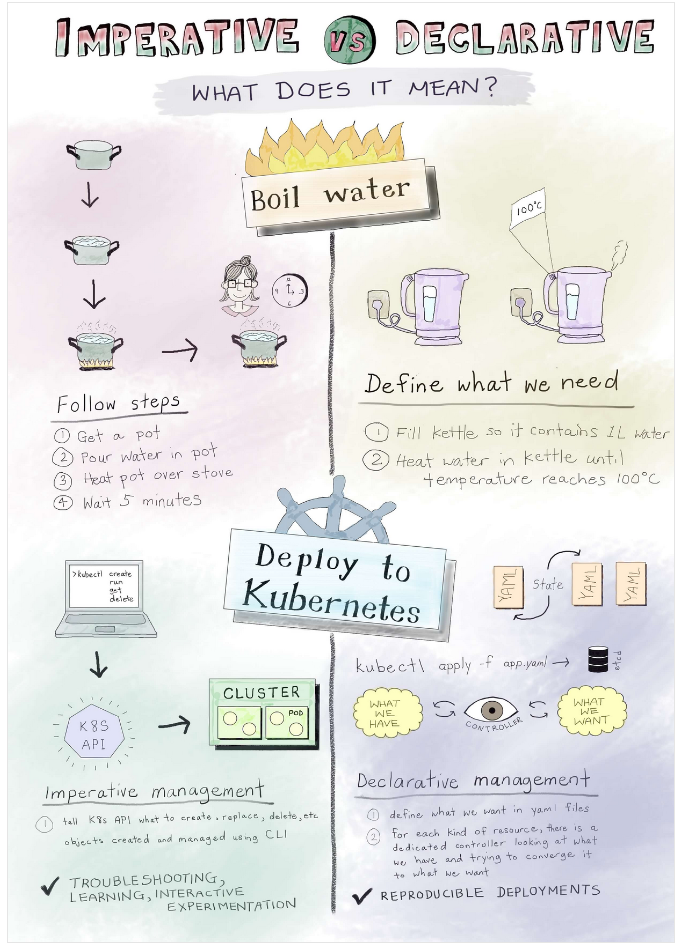 IMPERATIVE VS DECLARATIVE
WHAT DOES IT MEAN?
Boil water
100°C
Follow steps
① Get a pot
② Pour water in pot
③ Heat pot over stove
④ Wait 5 minutes
Define what we need
① Fill kettle so it contains 1L water
② Heat water in kettle until
temperature reaches 100°C
Deploy to
Kubernetes
>kubectl create
run
get
delete
K8S
API
CLUSTER
POD
Imperative management
① tell K8s API what to create, replace, delete, etc
objects created and managed using CLI
✓ TROUBLESHOOTING,
LEARNING, INTERACTIVE
EXPERIMENTATION
YAML
State
YAML
YAML
kubectl apply -f app.yaml →
etcd
WHAT
WE
HAVE
CONTROLLER
WHAT
WE
WANT
Declarative management
① define what we want in yaml files
② For each kind of resource, there is a
dedicated controller looking at what
we have and trying to converge it
to what we want
✓ REPRODUCIBLE DEPLOYMENTS